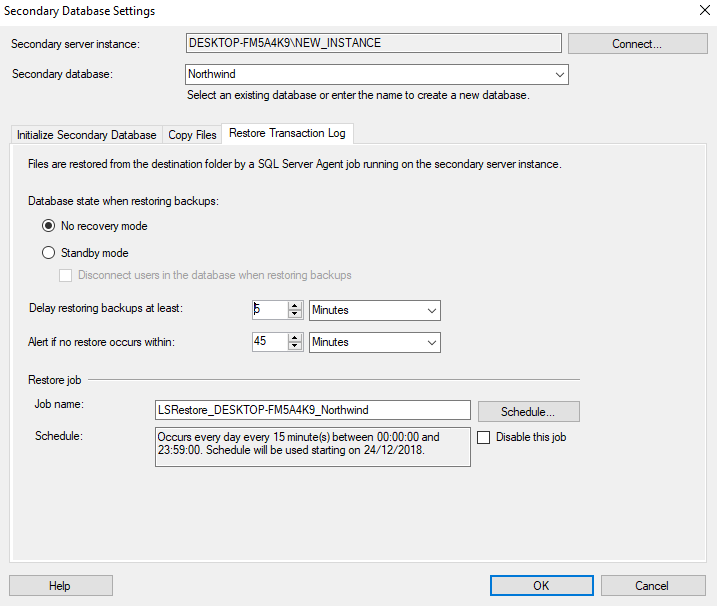 Secondary Database Settings
Secondary server instance:
DESKTOP-FM5A4K9\NEW_INSTANCE
Connect...
Secondary database:
Northwind
Select an existing database or enter the name to create a new database.
Initialize Secondary Database
Copy Files
Restore Transaction Log
Files are restored from the destination folder by a SQL Server Agent job running on the secondary server instance.
Database state when restoring backups:
No recovery mode
Standby mode
Disconnect users in the database when restoring backups
Delay restoring backups at least:
5
Minutes
Alert if no restore occurs within:
45
Minutes
Restore job
Job name:
LSRestore_DESKTOP-FM5A4K9_Northwind
Schedule...
Schedule:
Occurs every day every 15 minute(s) between 00:00:00 and
23:59:00. Schedule will be used starting on 24/12/2018.
Disable this job
Help
OK
Cancel